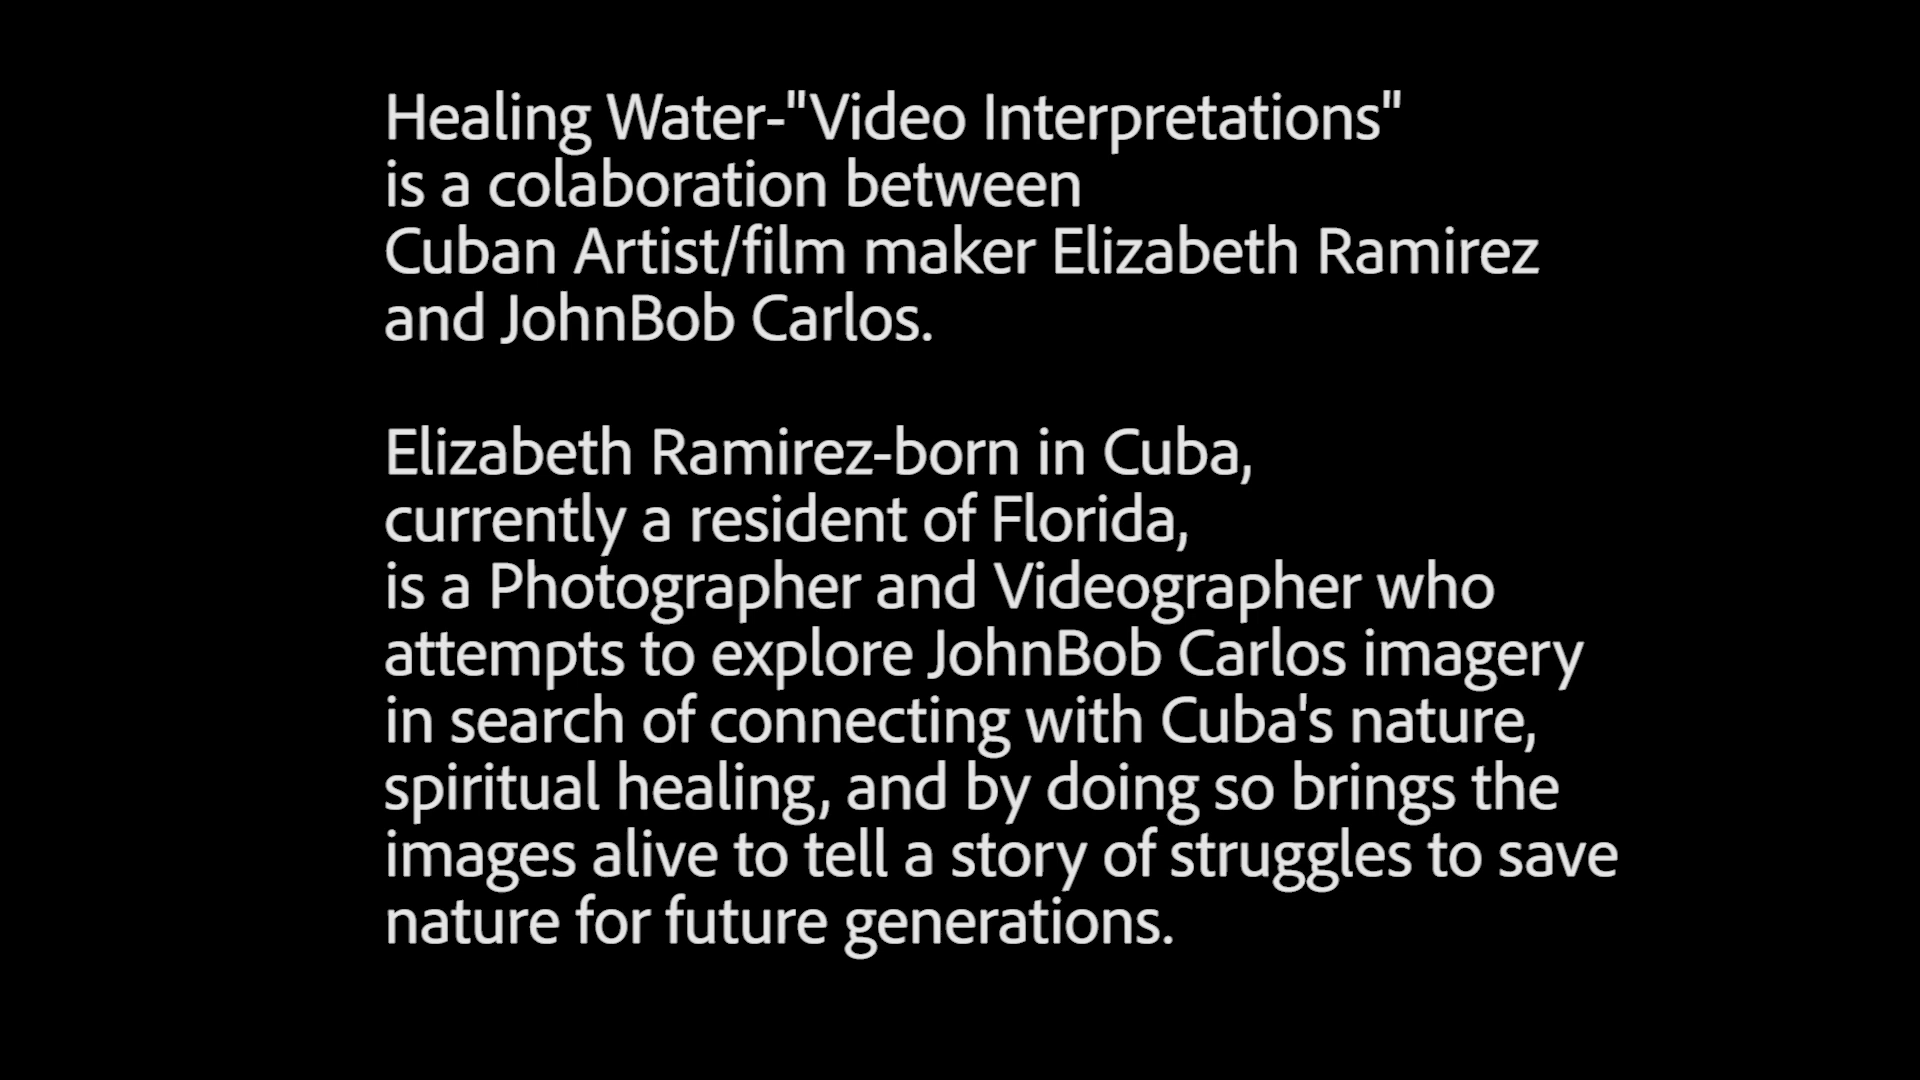 Healing Water-"Video Interpretations"
is a colaboration between
Cuban Artist/film maker Elizabeth Ramirez
and JohnBob Carlos.
Elizabeth Ramirez-born in Cuba,
currently a resident of Florida,
is a Photographer and Videographer who
attempts to explore JohnBob Carlos imagery
in search of connecting with Cuba's nature,
spiritual healing, and by doing so brings the
images alive to tell a story of struggles to save
nature for future generations.